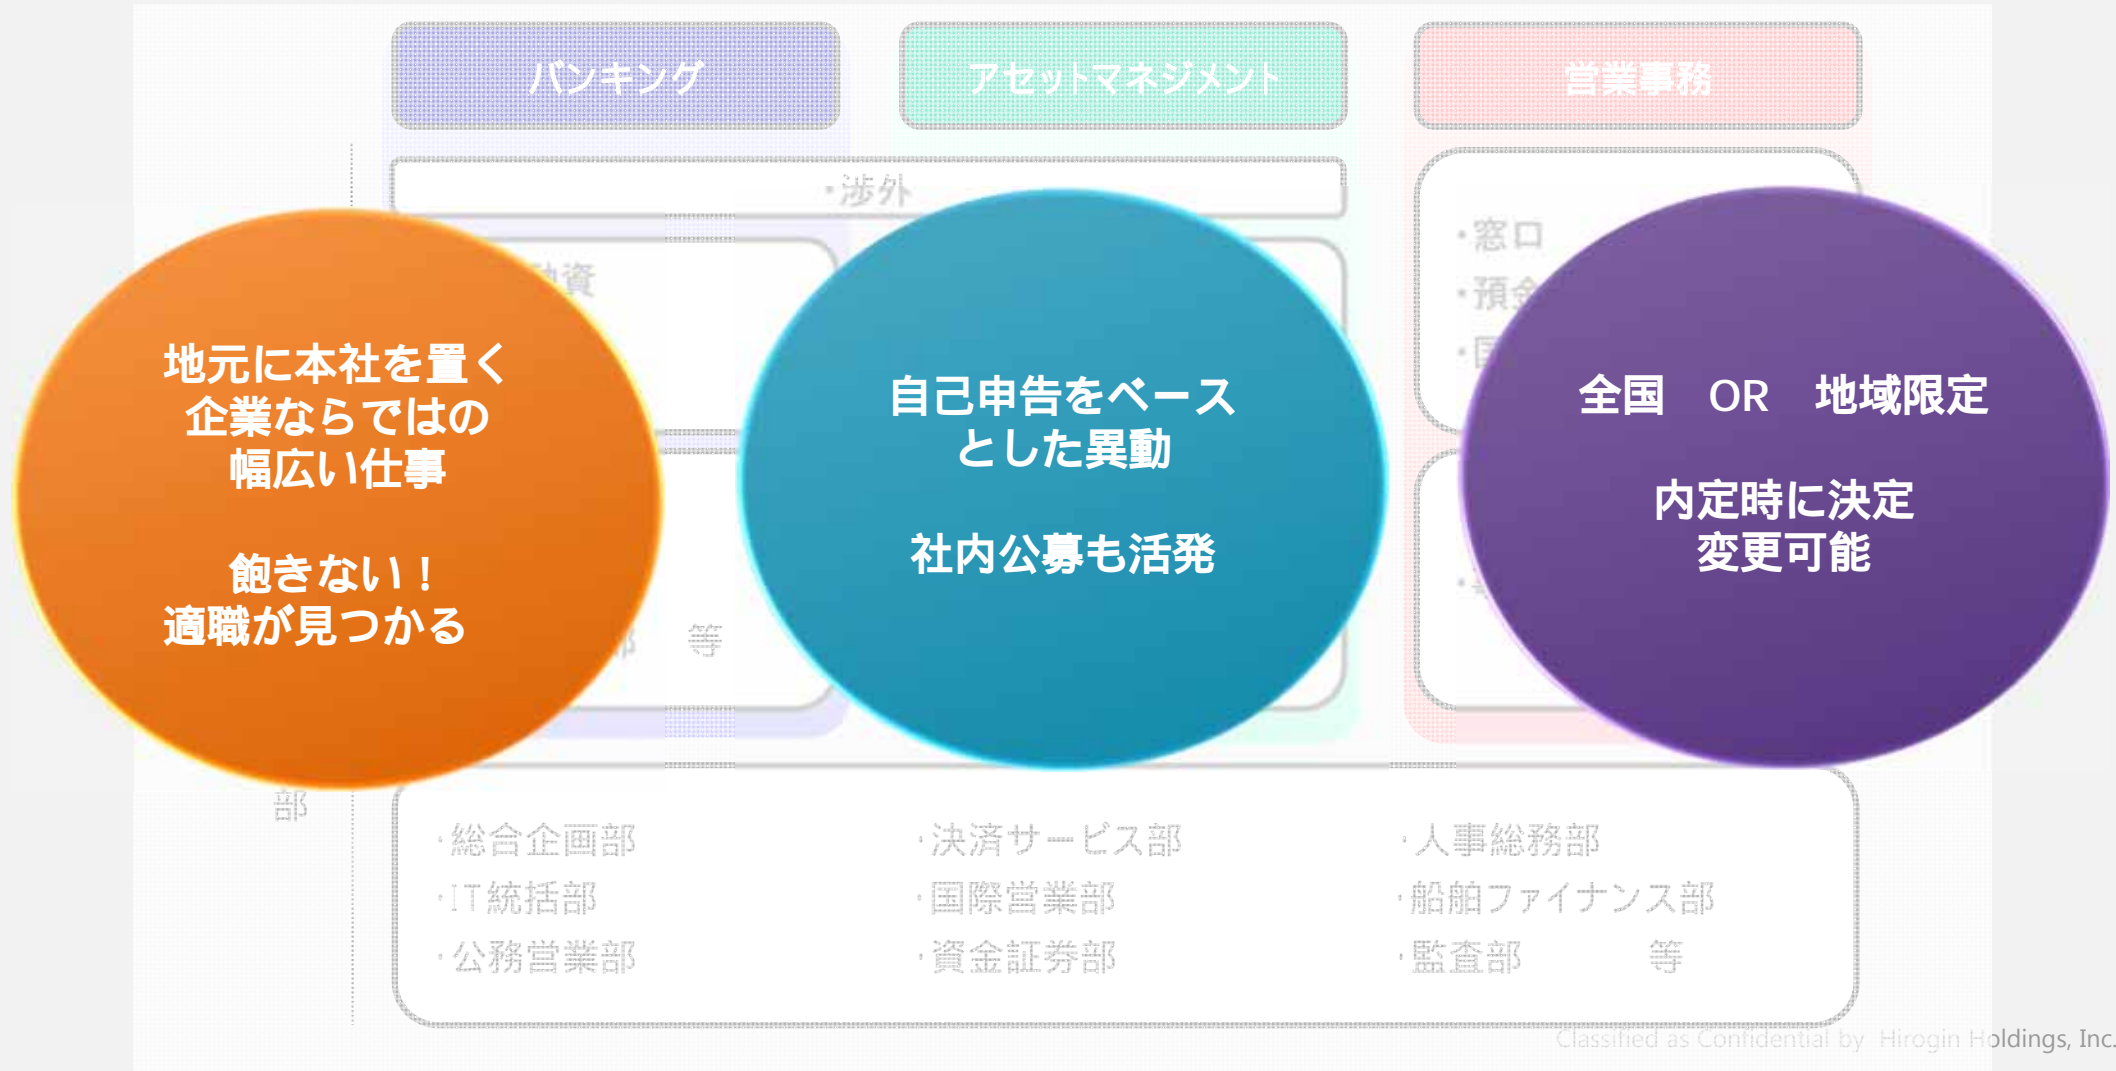 バンキング
アセットマネジメント
営業事務
・渉外
資
・窓口
・預金
地元に本社を置く
企業ならではの
幅広い仕事
飽きない！
適職が見つかる
自己申告をベース
とした異動
社内公募も活発
全国　OR　地域限定
内定時に決定
変更可能
部　等
部
・総合企画部
・決済サービス部
・人事総務部
・IT統括部
・国際営業部
・船舶ファイナンス部
・公務営業部
・資金証券部
・監査部　等
Classified as Confidential by Hirogin Holdings, Inc.